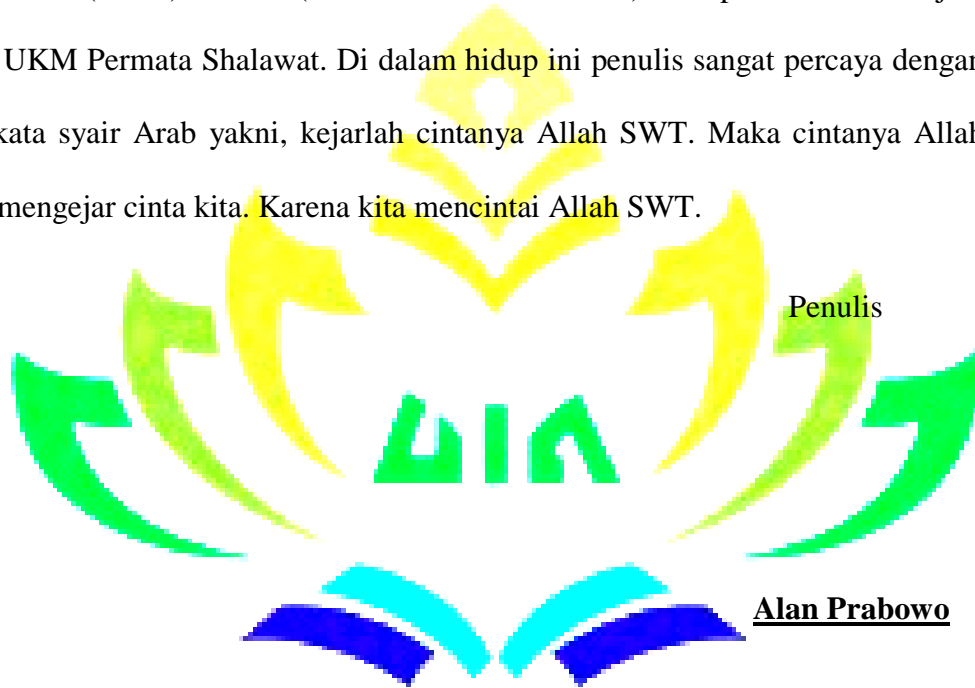 UKM Permata Shalawat. Di dalam hidup ini penulis sangat percaya dengan
kata syair Arab yakni, kejarlah cintanya Allah SWT. Maka cintanya Allah
mengejar cinta kita. Karena kita mencintai Allah SWT.
Penulis
UIN
Alan Prabowo